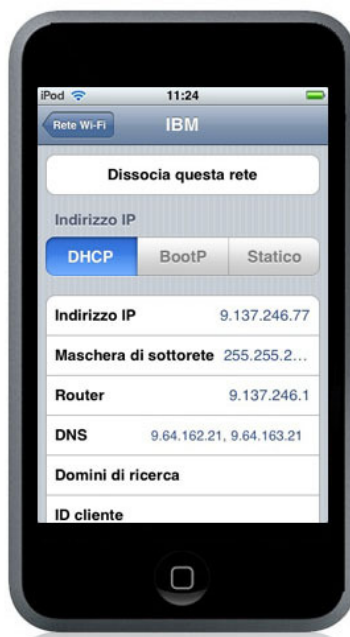 iPod 11:24
Rete Wi-Fi IBM
Dissocia questa rete
Indirizzo IP
DHCP BootP Statico
Indirizzo IP 9.137.246.77
Maschera di sottorete 255.255.2...
Router 9.137.246.1
DNS 9.64.162.21, 9.64.163.21
Domini di ricerca
ID cliente